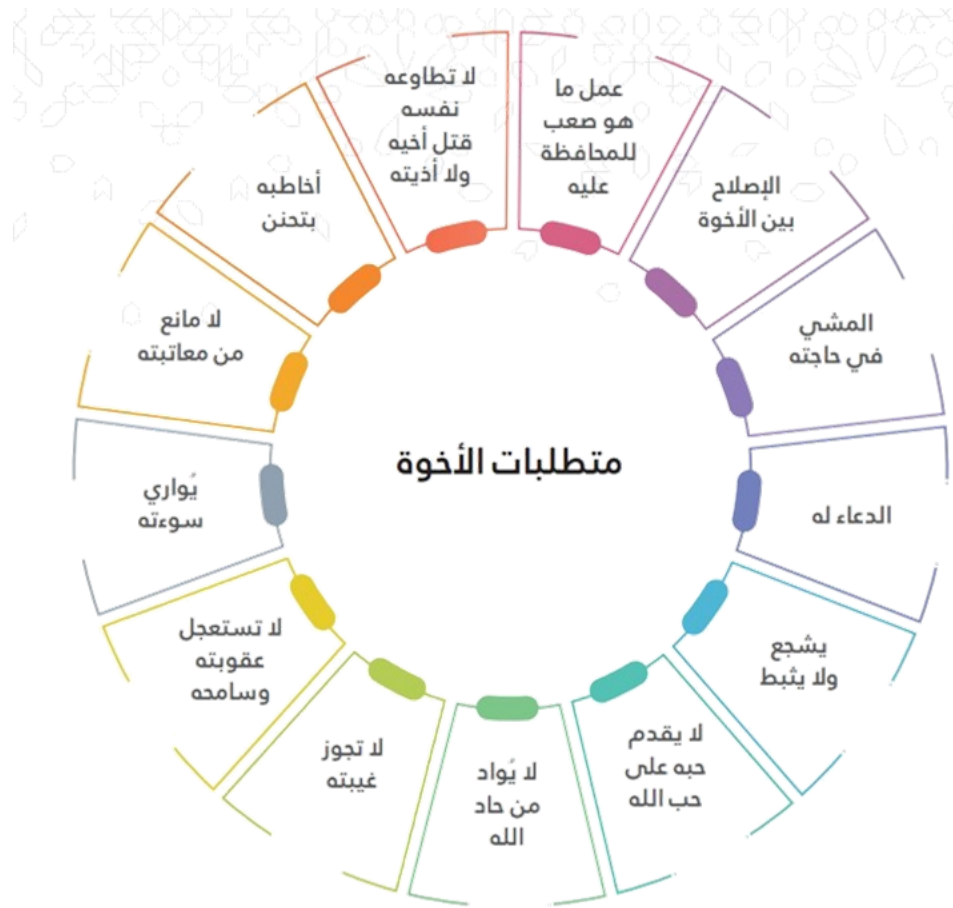 متطلبات الأخوة
عمل ما
هو صعب
للمحافظة
عليه
الإصلاح
بين الأخوة
المشي
في حاجته
الدعاء له
يشجع
ولا يثبط
لا يقدم
حبه على
حب الله
لا يُواد
من حاد
الله
لا تجوز
غيبته
لا تستعجل
عقوبته
وسامحه
يُواري
سوءته
لا مانع
من معاتبته
أخاطبه
بتحنن
لا تطاوعه
نفسه
قتل أخيه
ولا أذيته